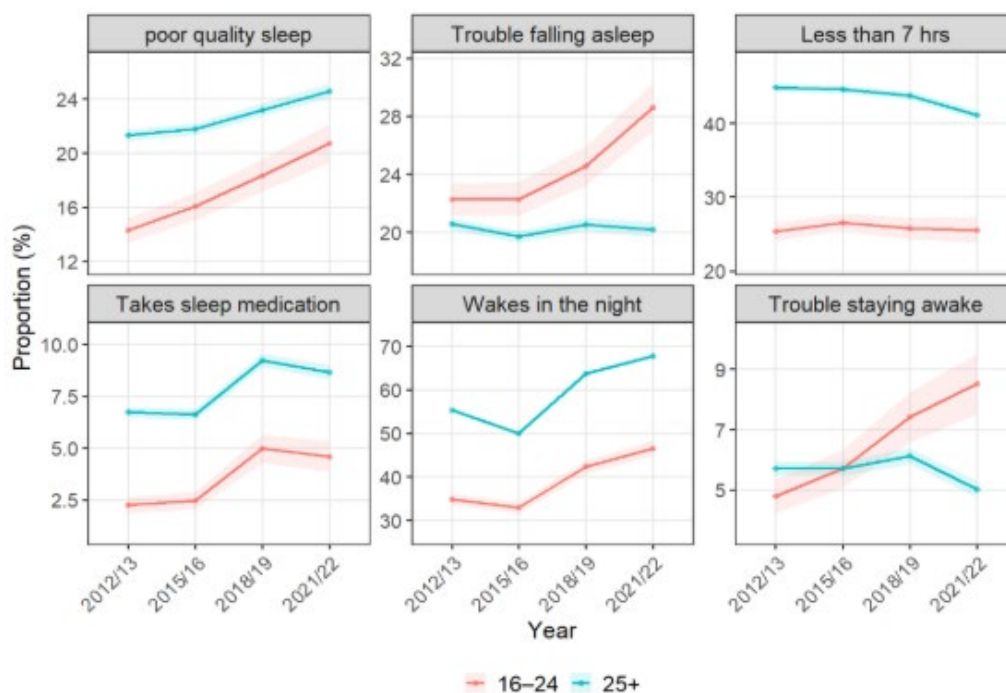 poor quality sleep
Trouble falling asleep
Less than 7 hrs
24
20
16
12
32
28
24
20
40
30
20
Proportion (%)
Takes sleep medication
Wakes in the night
Trouble staying awake
10.0
7.5
5.0
2.5
70
60
50
40
30
9
7
5
2012/13 2015/16 2018/19 2021/22
2012/13 2015/16 2018/19 2021/22
2012/13 2015/16 2018/19 2021/22
Year
16–24 25+